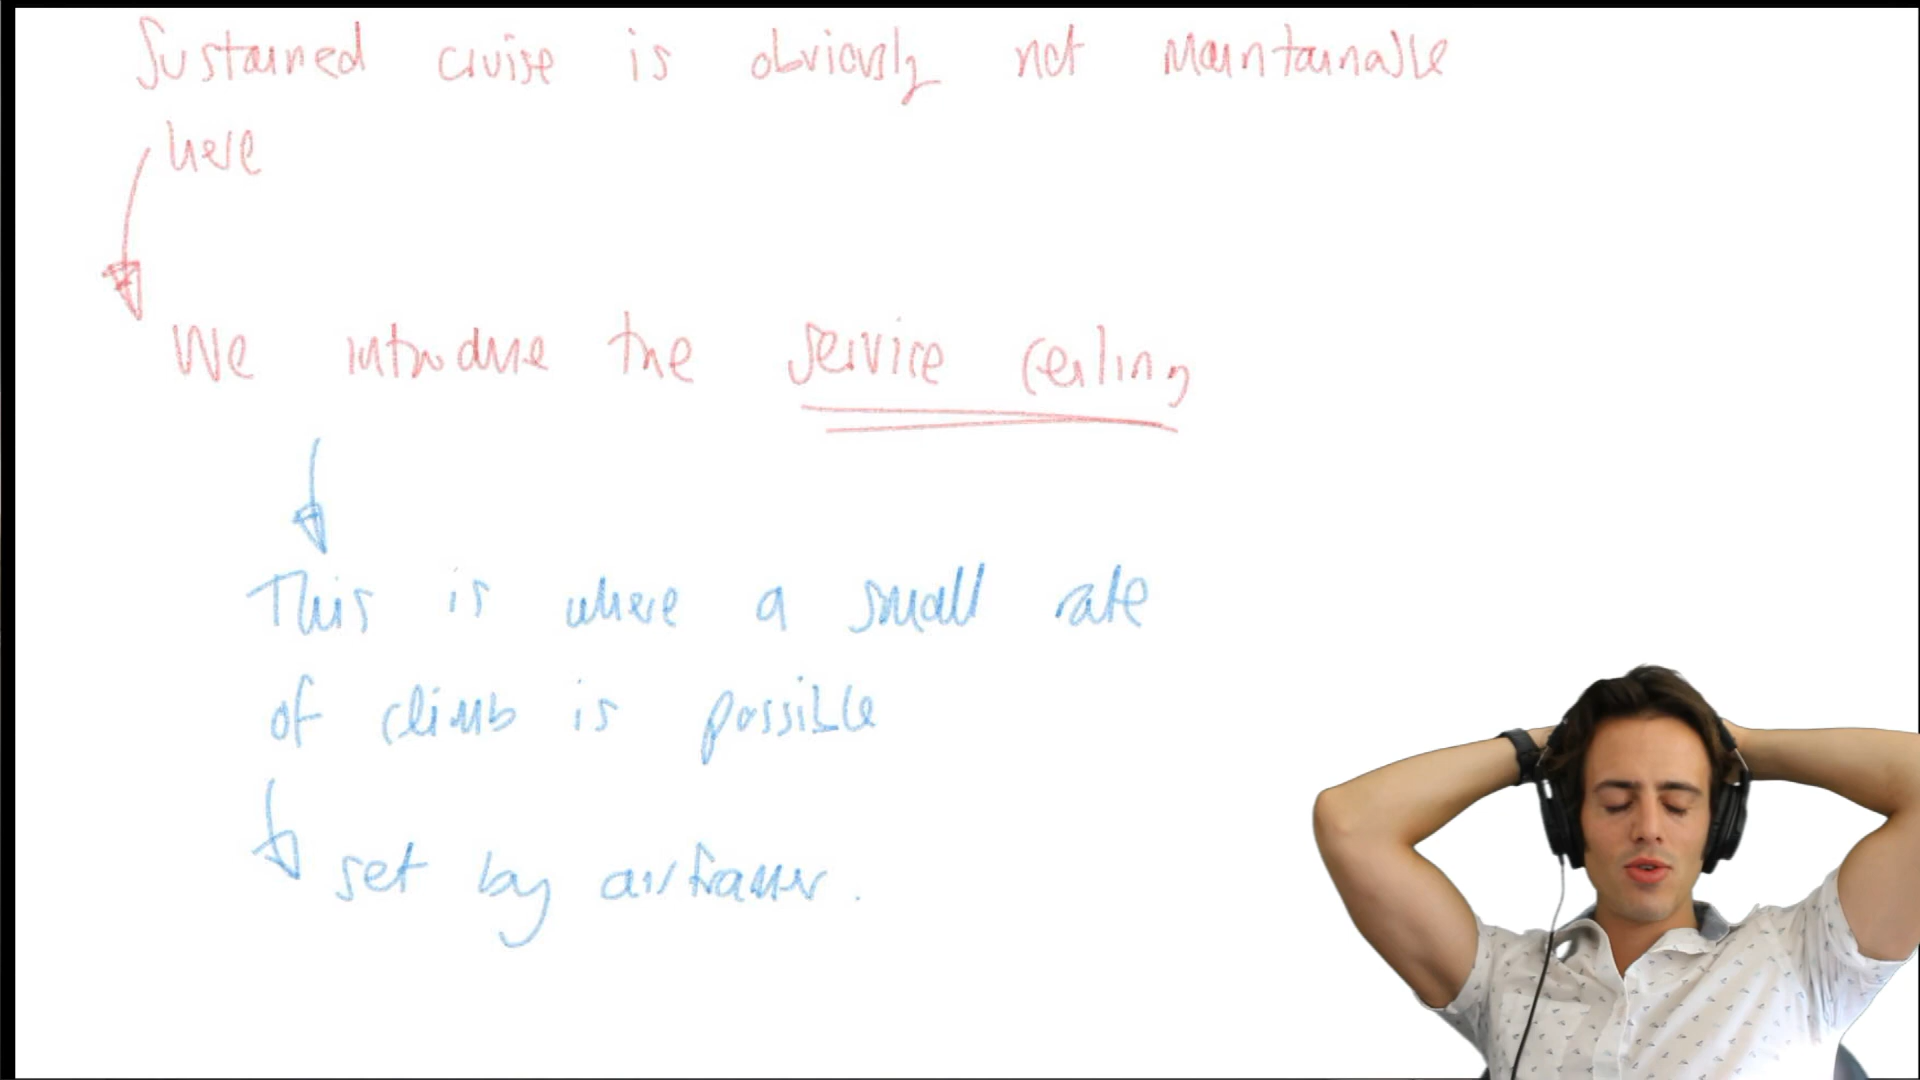 Sustained cruise is obviously not maintainable
here
We introduce the service ceiling
This is where a small rate
of climb is possible
set by airframer.